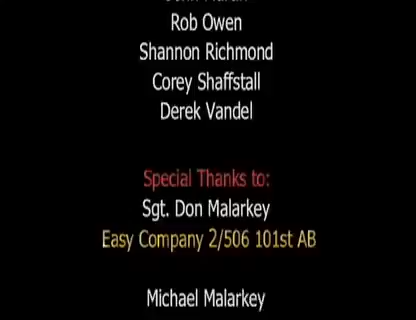 Rob Owen
Shannon Richmond
Corey Shaffstall
Derek Vandel
Special Thanks to:
Sgt. Don Malarkey
Easy Company 2/506 101st AB
Michael Malarkey